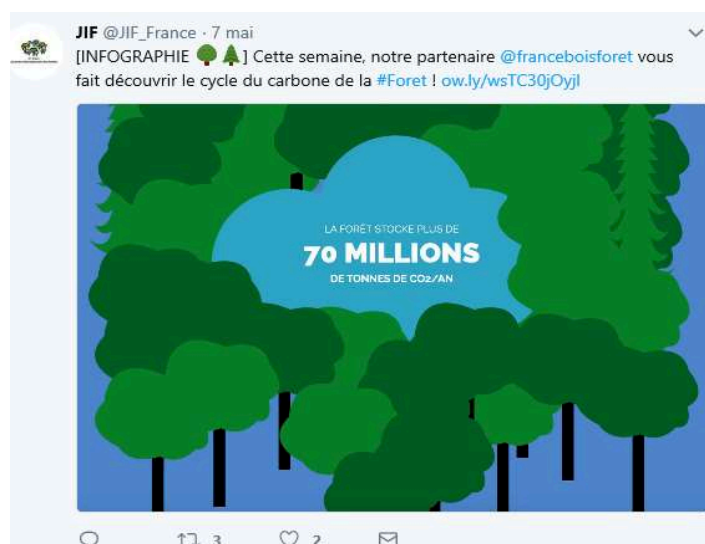 JIF @JIF_France · 7 mai
[INFOGRAPHIE 🌳🌲] Cette semaine, notre partenaire @franceboisforet vous
fait découvrir le cycle du carbone de la #Foret ! ow.ly/wsTC30jOyjl
LA FORÊT STOCKE PLUS DE
70 MILLIONS
DE TONNES DE CO2/AN
3 2